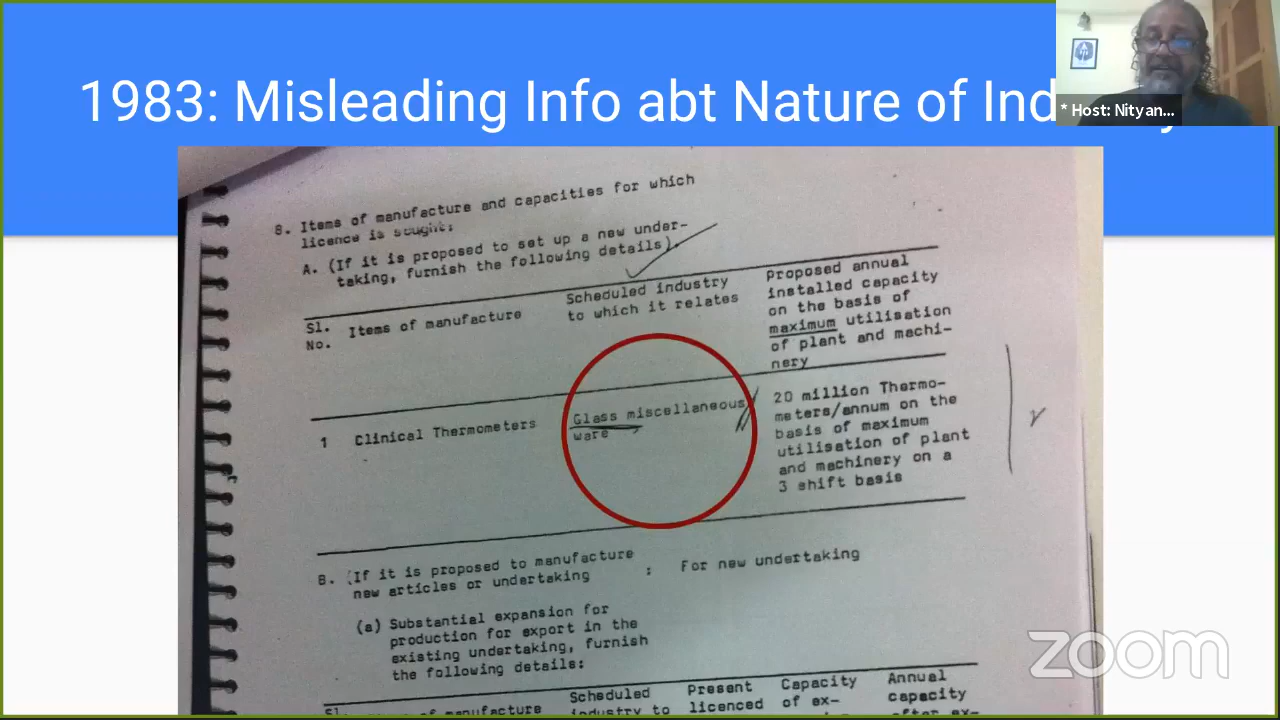 1983: Misleading Info abt Nature of Ind
* Host: Nityan...
8. Items of manufacture and capacities for which
licence is sought:
A. (If it is proposed to set up a new under-
taking, furnish the following details).
Sl.
No.
Items of manufacture
Scheduled industry
to which it relates
Proposed annual
installed capacity
on the basis of
maximum utilisation
of plant and machi-
nery
1
Clinical Thermometers
Glass miscellaneous
ware
20 million Thermo-
meters/annum on the
basis of maximum
utilisation of plant
and machinery on a
3 shift basis
B. (If it is proposed to manufacture
new articles or undertaking
: For new undertaking
(a) Substantial expansion for
production for export in the
existing undertaking, furnish
the following details:
Scheduled
industry to
Present
licenced
Capacity
of ex-
Annual
capacity
zoom